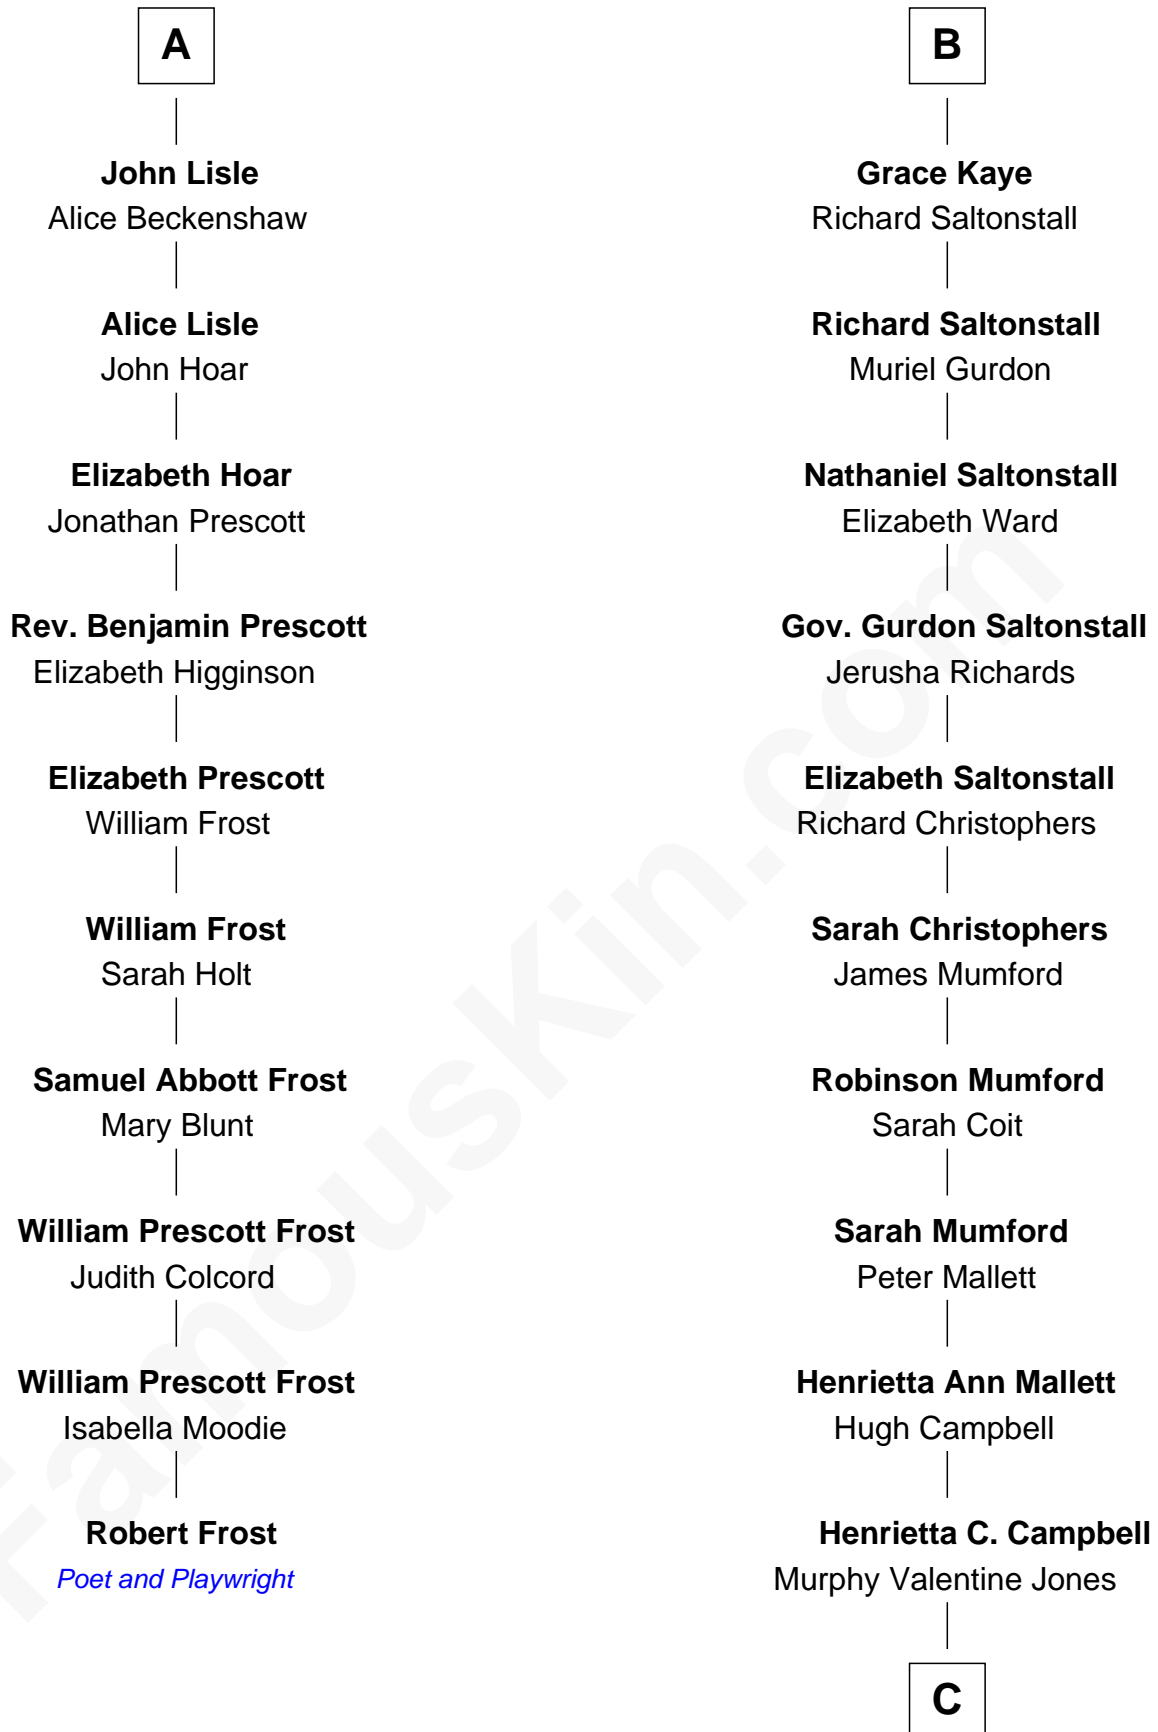 A
John Lisle
Alice Beckenshaw
Alice Lisle
John Hoar
Elizabeth Hoar
Jonathan Prescott
Rev. Benjamin Prescott
Elizabeth Higginson
Elizabeth Prescott
William Frost
William Frost
Sarah Holt
Samuel Abbott Frost
Mary Blunt
William Prescott Frost
Judith Colcord
William Prescott Frost
Isabella Moodie
Robert Frost
Poet and Playwright
B
Grace Kaye
Richard Saltonstall
Richard Saltonstall
Muriel Gurdon
Nathaniel Saltonstall
Elizabeth Ward
Gov. Gurdon Saltonstall
Jerusha Richards
Elizabeth Saltonstall
Richard Christophers
Sarah Christophers
James Mumford
Robinson Mumford
Sarah Coit
Sarah Mumford
Peter Mallett
Henrietta Ann Mallett
Hugh Campbell
Henrietta C. Campbell
Murphy Valentine Jones
C
FamousKin.com